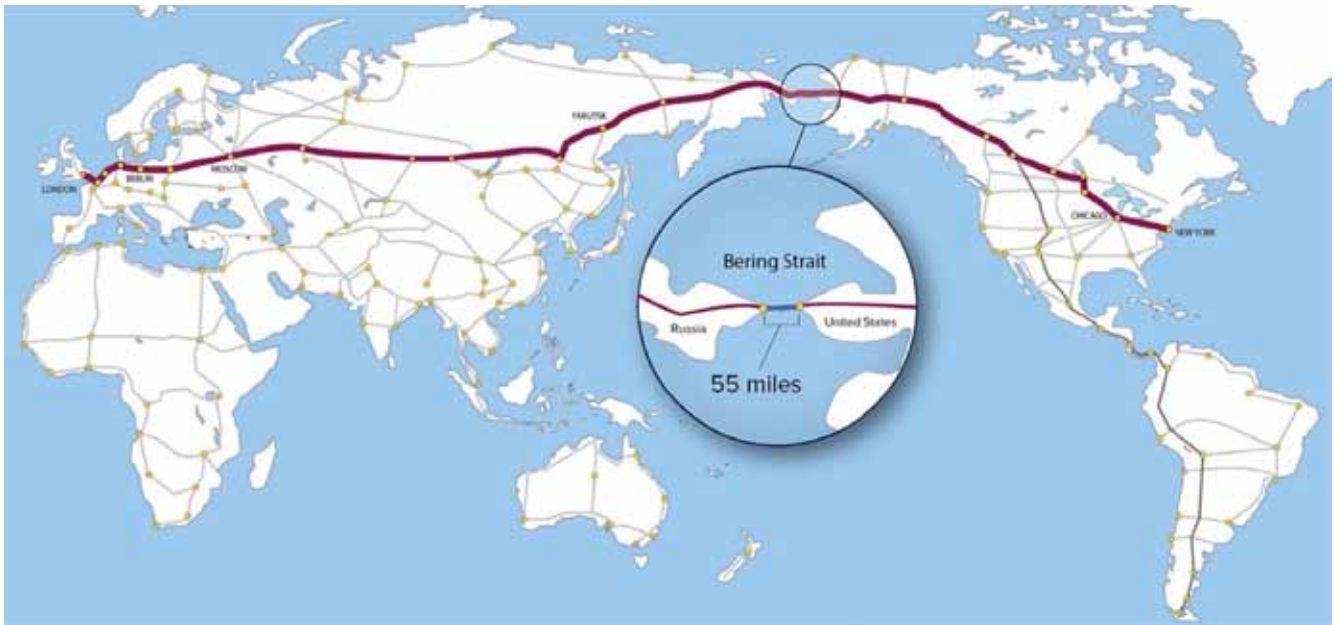 YAKUTSK
MOSCOW
BERLIN
LONDON
CHICAGO
NEW YORK
Bering Strait
Russia
United States
55 miles